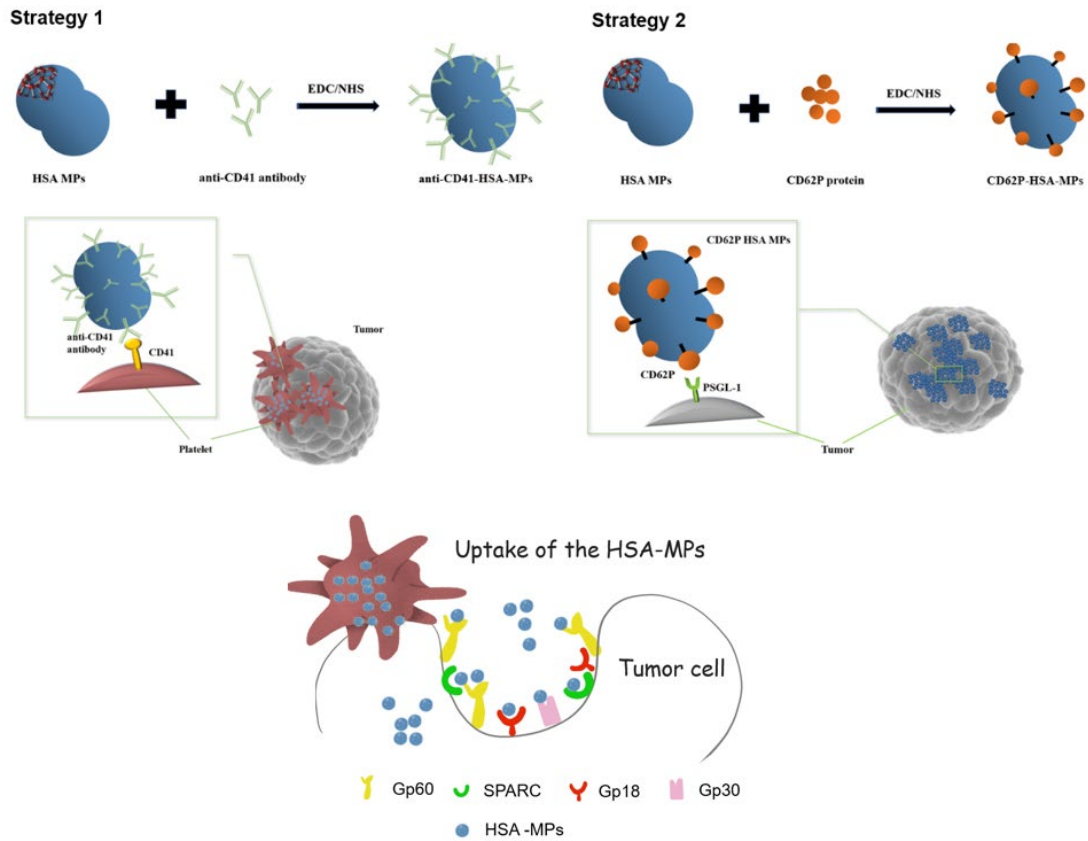 Strategy 1
EDC/NHS
HSA MPs
anti-CD41 antibody
anti-CD41-HSA-MPs
anti-CD41
antibody
CD41
Tumor
Platelet
Strategy 2
EDC/NHS
HSA MPs
CD62P protein
CD62P-HSA-MPs
CD62P HSA MPs
CD62P
PSGL-1
Tumor
Uptake of the HSA-MPs
Tumor cell
Gp60
SPARC
Gp18
Gp30
HSA -MPs